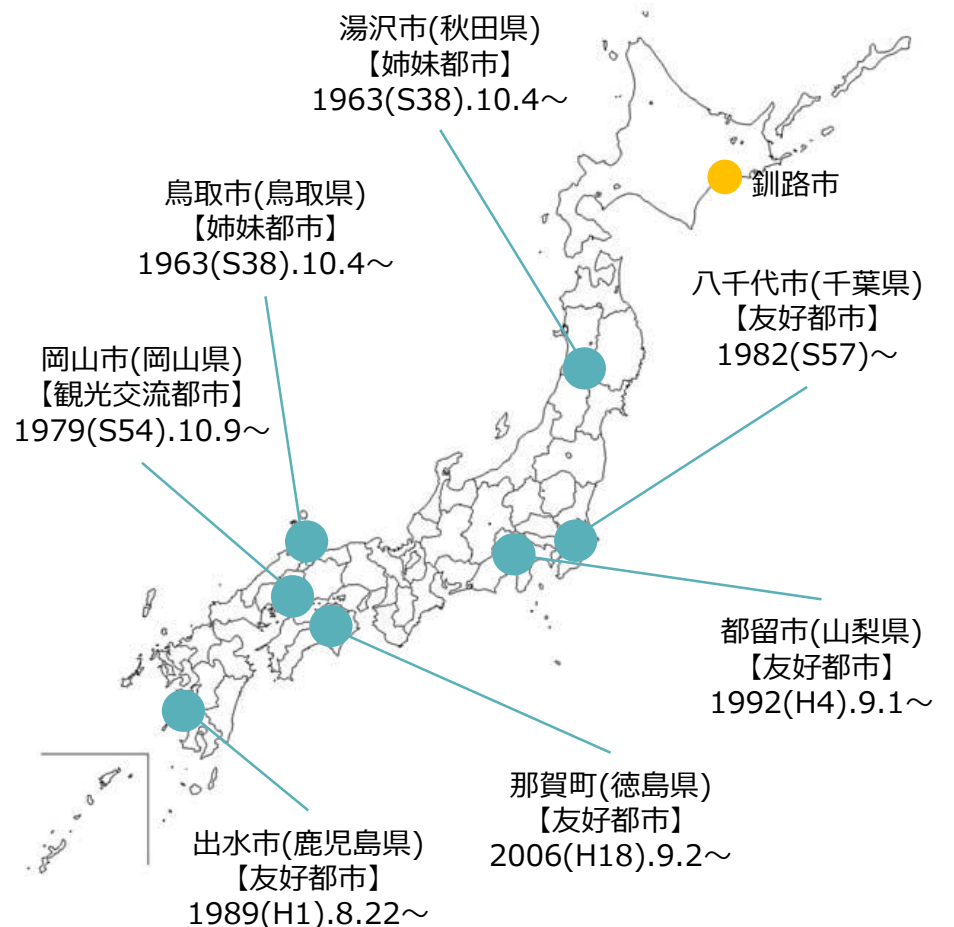 湯沢市(秋田県)
【姉妹都市】
1963(S38).10.4～
釧路市
鳥取市(鳥取県)
【姉妹都市】
1963(S38).10.4～
八千代市(千葉県)
【友好都市】
1982(S57)～
岡山市(岡山県)
【観光交流都市】
1979(S54).10.9～
都留市(山梨県)
【友好都市】
1992(H4).9.1～
那賀町(徳島県)
【友好都市】
2006(H18).9.2～
出水市(鹿児島県)
【友好都市】
1989(H1).8.22～